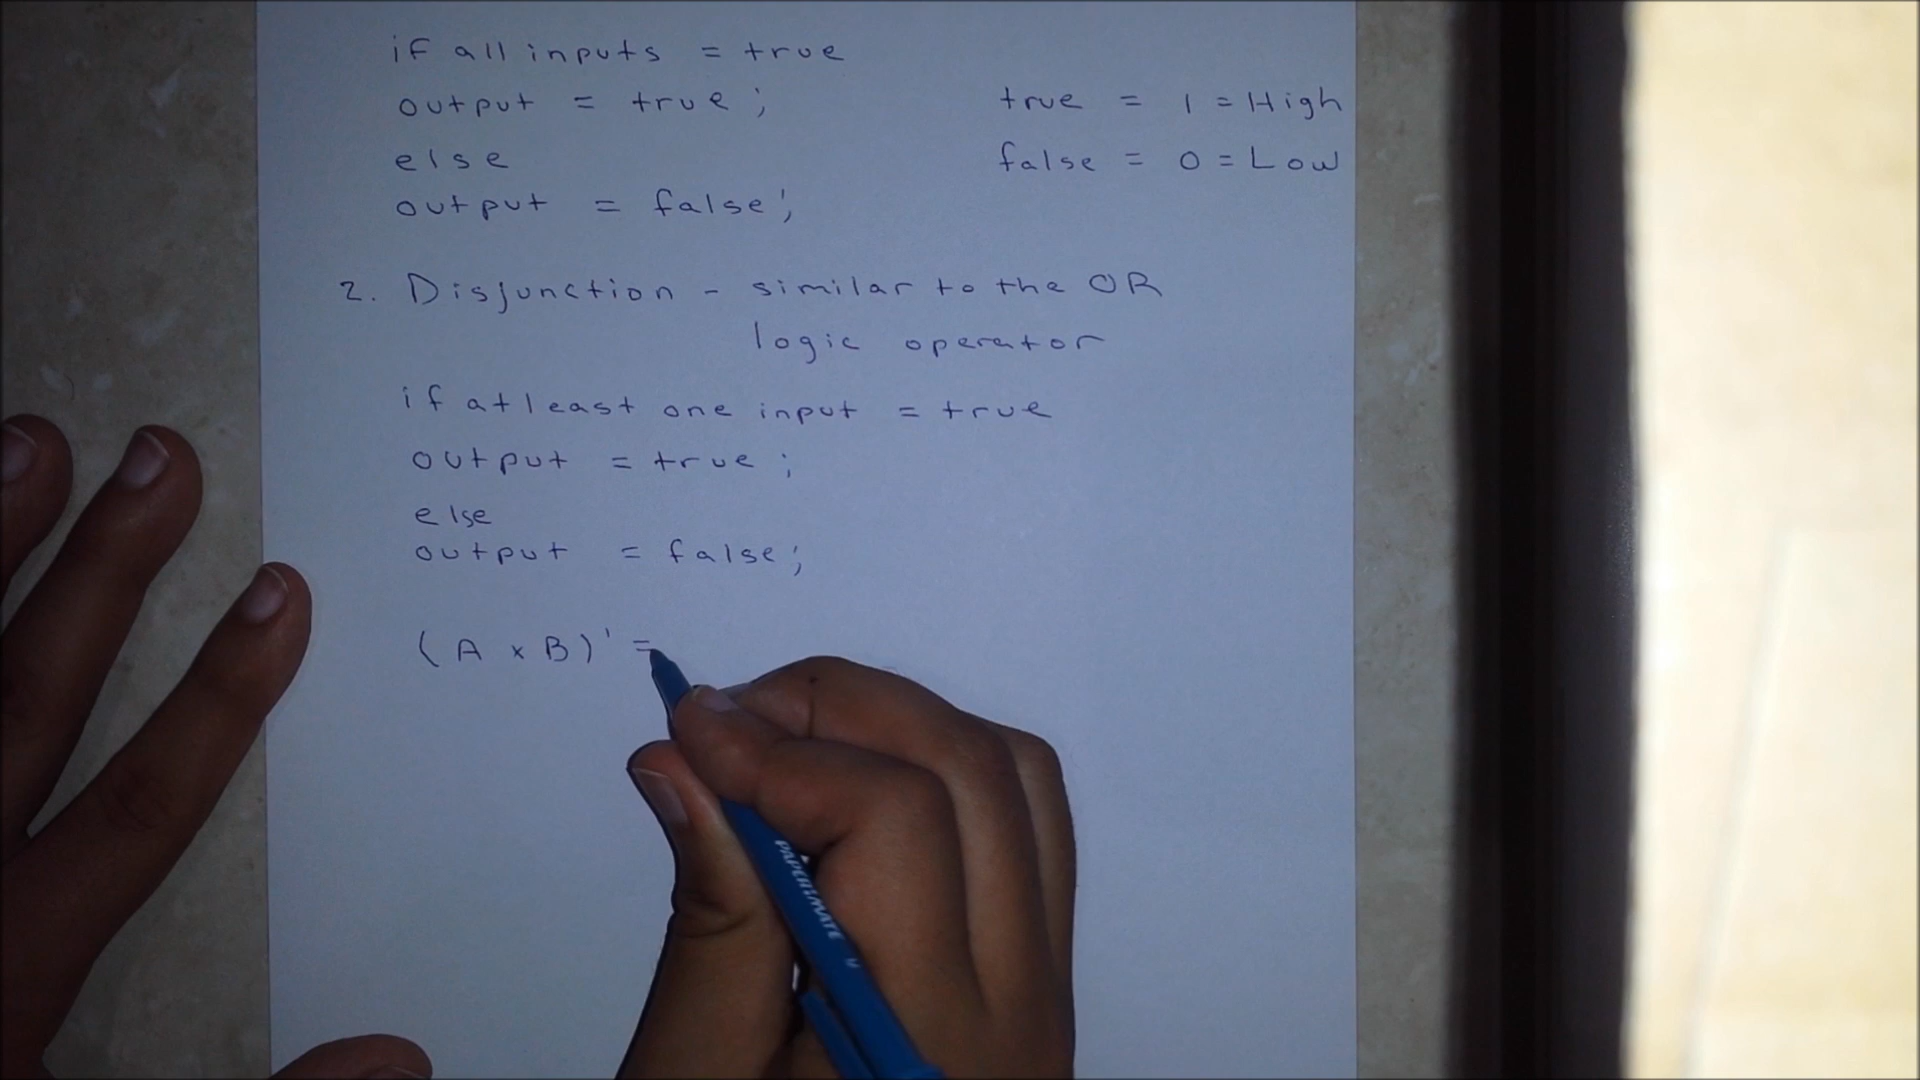 if all inputs = true
output = true ;
true = 1 = High
else
false = 0 = Low
output = false ;
2. Disjunction - similar to the OR
logic operator
if atleast one input = true
output = true ;
else
output = false ;
(A x B)' =
PAPERMATE